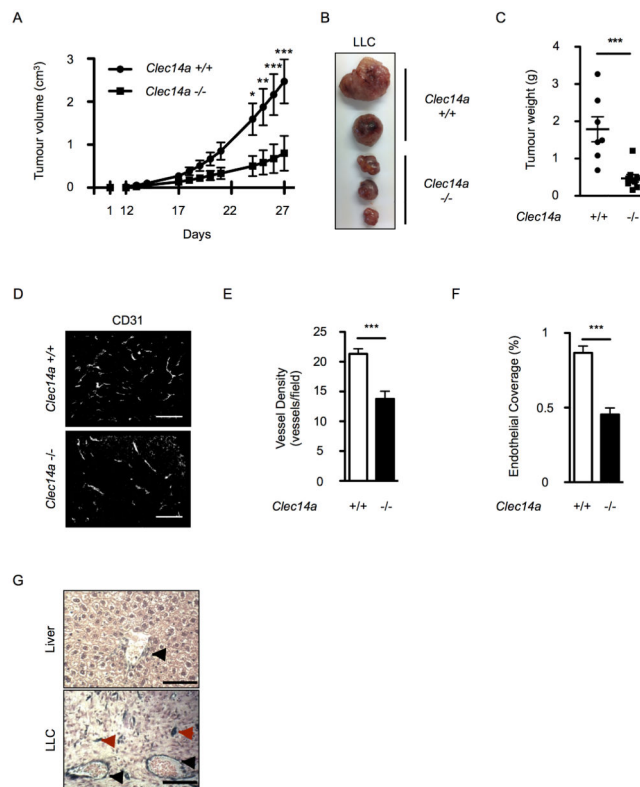 A
Tumour volume (cm3)
3
2
1
0
Clec14a +/+
Clec14a -/-
*
**
***
***
1 12 17 22 27
Days
B
LLC
Clec14a
+/+
Clec14a
-/-
C
Tumour weight (g)
4
3
2
1
0
***
Clec14a +/+ -/-
D
CD31
Clec14a +/+
Clec14a -/-
E
Vessel Density
(vessels/field)
25
20
15
10
5
0
***
Clec14a +/+ -/-
F
Endothelial Coverage (%)
1
0.5
0
***
Clec14a +/+ -/-
G
Liver
LLC